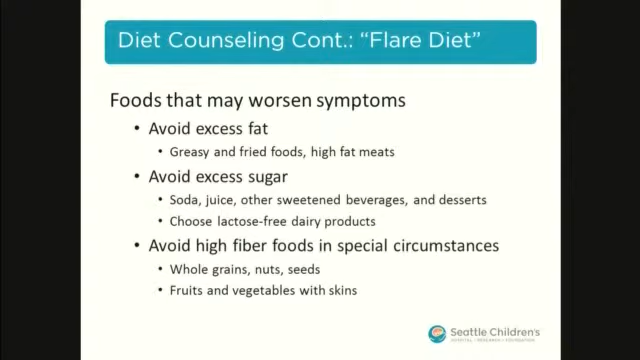 Diet Counseling Cont.: “Flare Diet”
Foods that may worsen symptoms
• Avoid excess fat
• Greasy and fried foods, high fat meats
• Avoid excess sugar
• Soda, juice, other sweetened beverages, and desserts
• Choose lactose-free dairy products
• Avoid high fiber foods in special circumstances
• Whole grains, nuts, seeds
• Fruits and vegetables with skins
Seattle Children's
HOSPITAL • RESEARCH • FOUNDATION